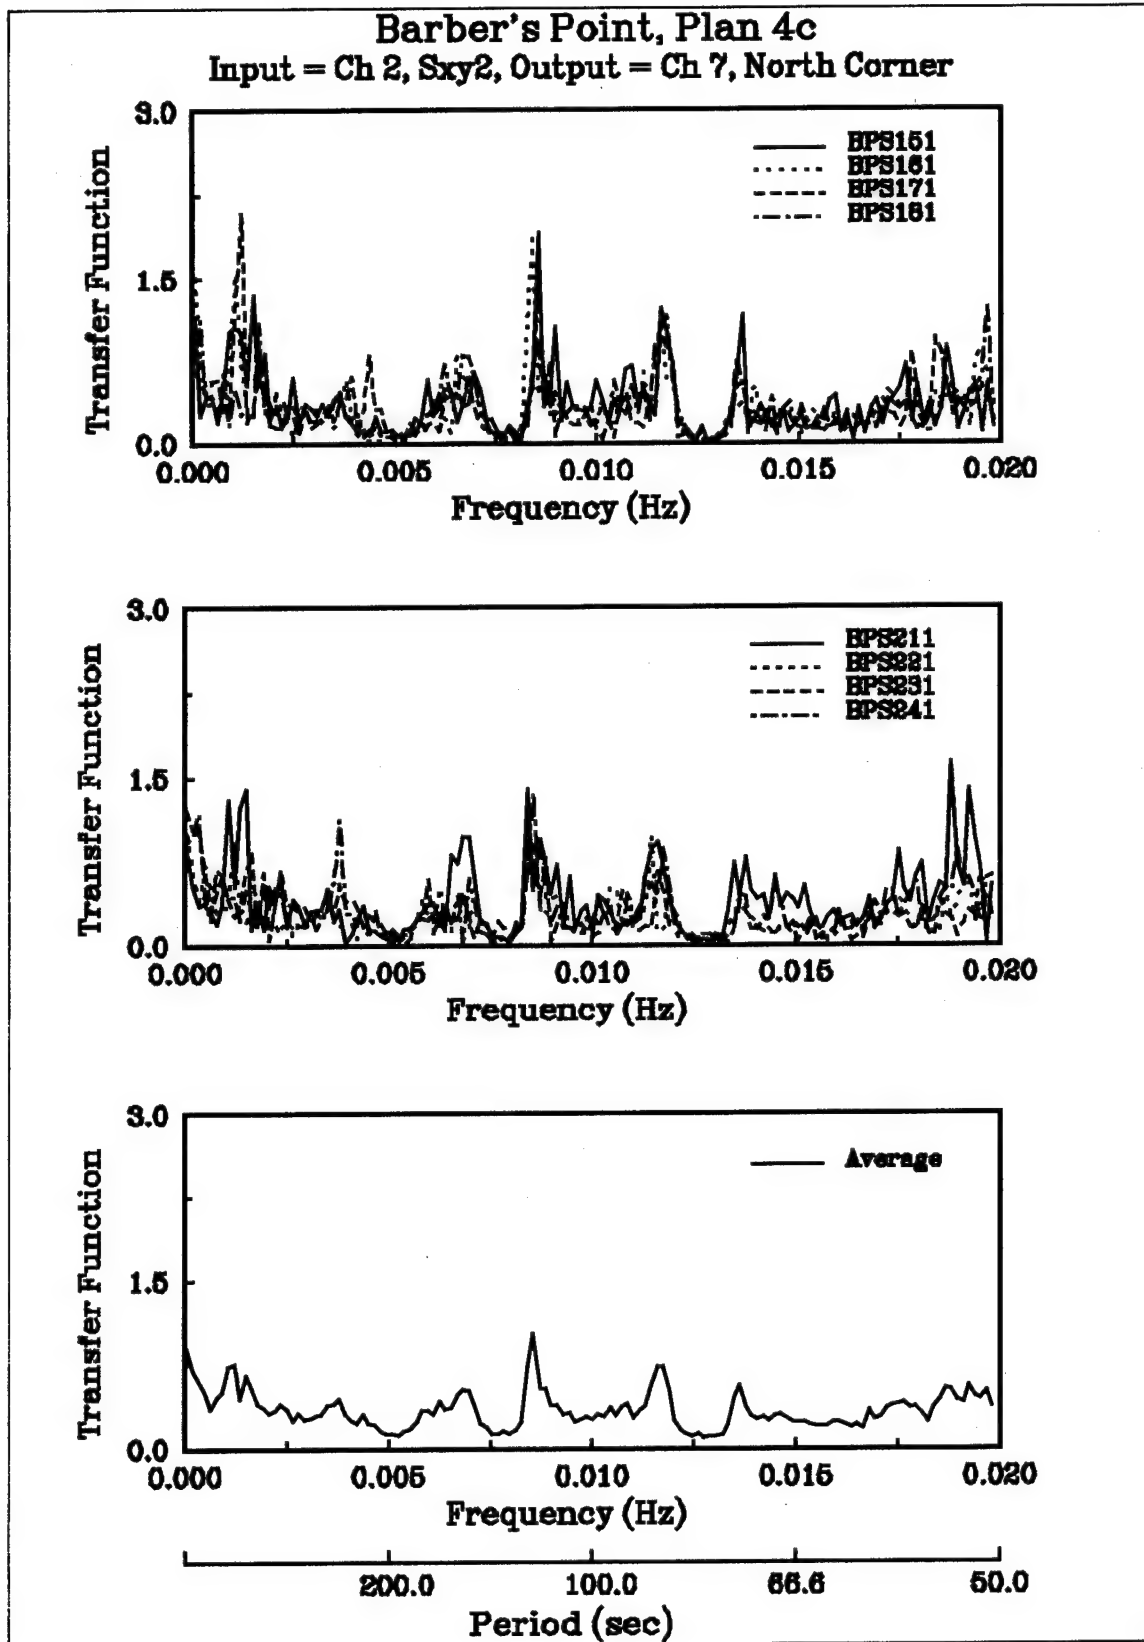 Barber's Point, Plan 4c
Input = Ch 2, Sxy2, Output = Ch 7, North Corner
3.0
1.5
0.0
Transfer Function
BPS151
BPS161
BPS171
BPS181
0.000 0.005 0.010 0.015 0.020
Frequency (Hz)
3.0
1.5
0.0
Transfer Function
BPS211
BPS221
BPS231
BPS241
0.000 0.005 0.010 0.015 0.020
Frequency (Hz)
3.0
1.5
0.0
Transfer Function
Average
0.000 0.005 0.010 0.015 0.020
Frequency (Hz)
200.0 100.0 66.6 50.0
Period (sec)